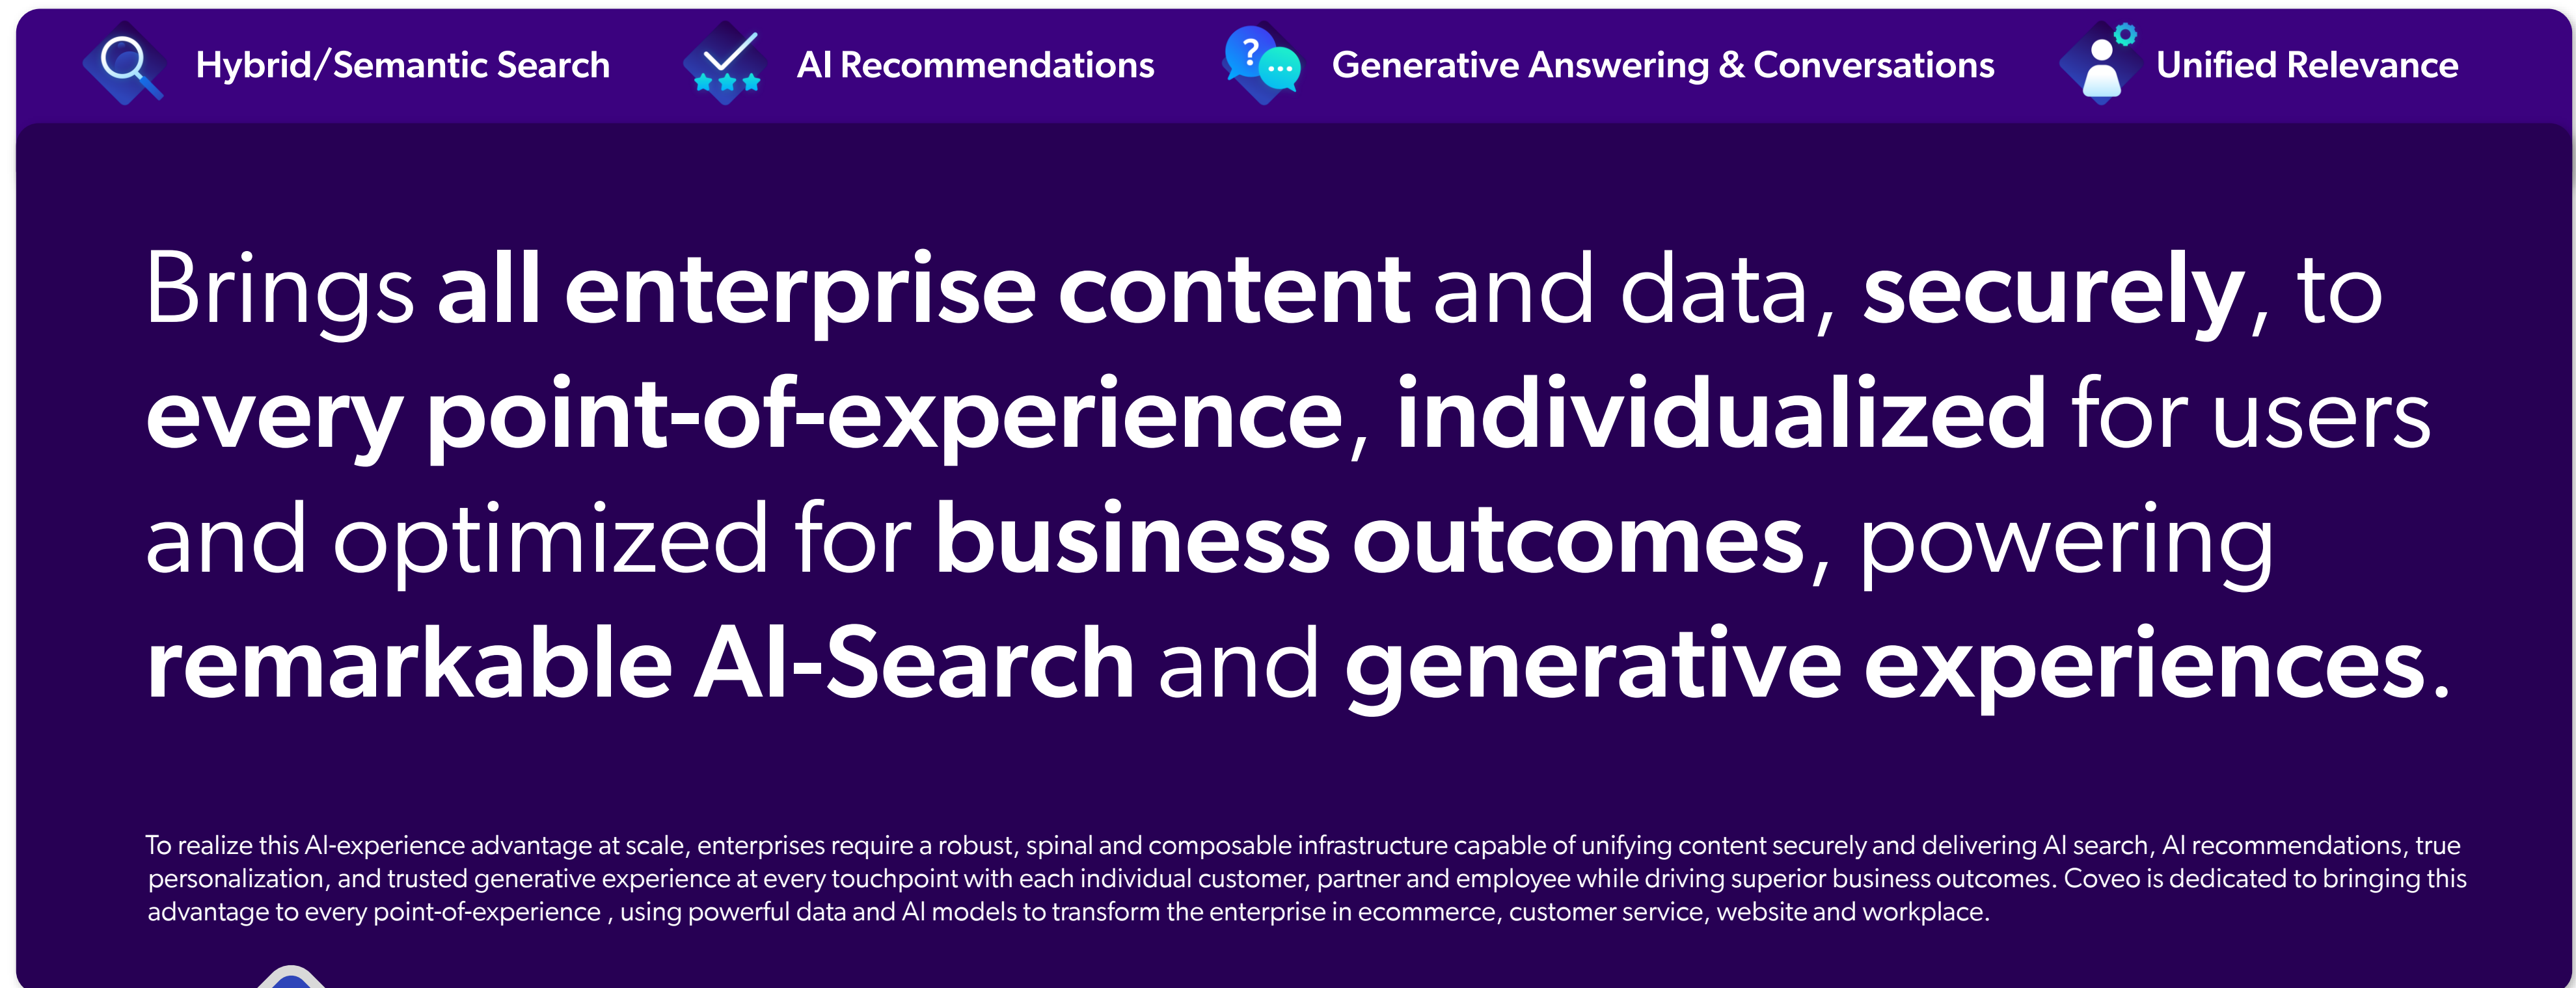 Hybrid/Semantic Search
AI Recommendations
Generative Answering & Conversations
Unified Relevance
Brings all enterprise content and data, securely, to
every point-of-experience, individualized for users
and optimized for business outcomes, powering
remarkable AI-Search and generative experiences.
To realize this AI-experience advantage at scale, enterprises require a robust, spinal and composable infrastructure capable of unifying content securely and delivering AI search, AI recommendations, true
personalization, and trusted generative experience at every touchpoint with each individual customer, partner and employee while driving superior business outcomes. Coveo is dedicated to bringing this
advantage to every point-of-experience , using powerful data and AI models to transform the enterprise in ecommerce, customer service, website and workplace.